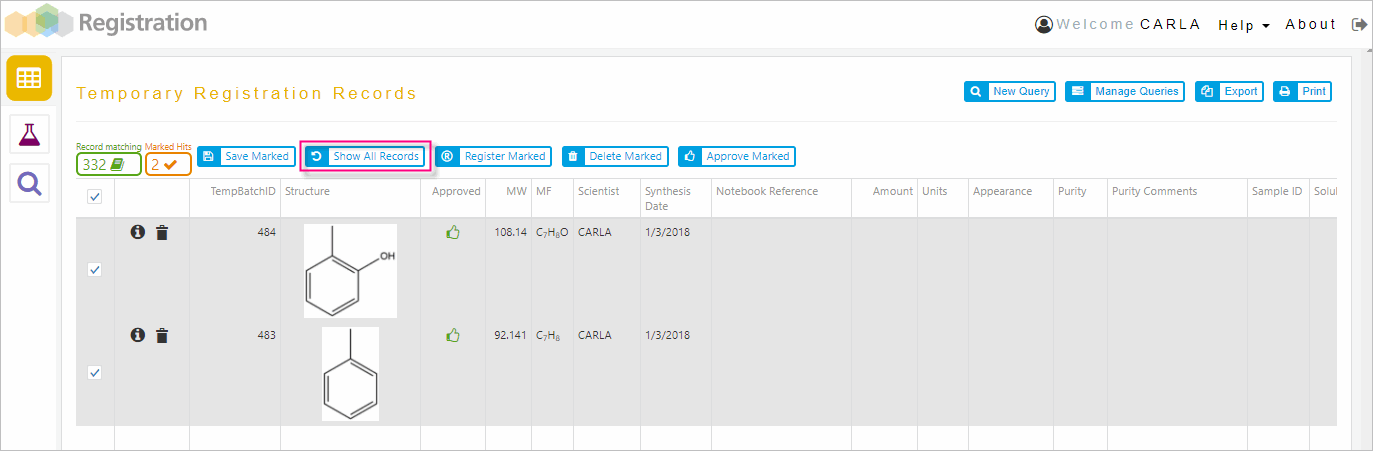 Registration
Welcome CARLA Help About
Temporary Registration Records
New Query Manage Queries Export Print
Record matching Marked Hits
332 2 Save Marked Show All Records Register Marked Delete Marked Approve Marked
TempBatchID Structure Approved MW MF Scientist Synthesis Date Notebook Reference Amount Units Appearance Purity Purity Comments Sample ID Solul
484 108.14 C₇H₈O CARLA 1/3/2018
OH
483 92.141 C₇H₈ CARLA 1/3/2018